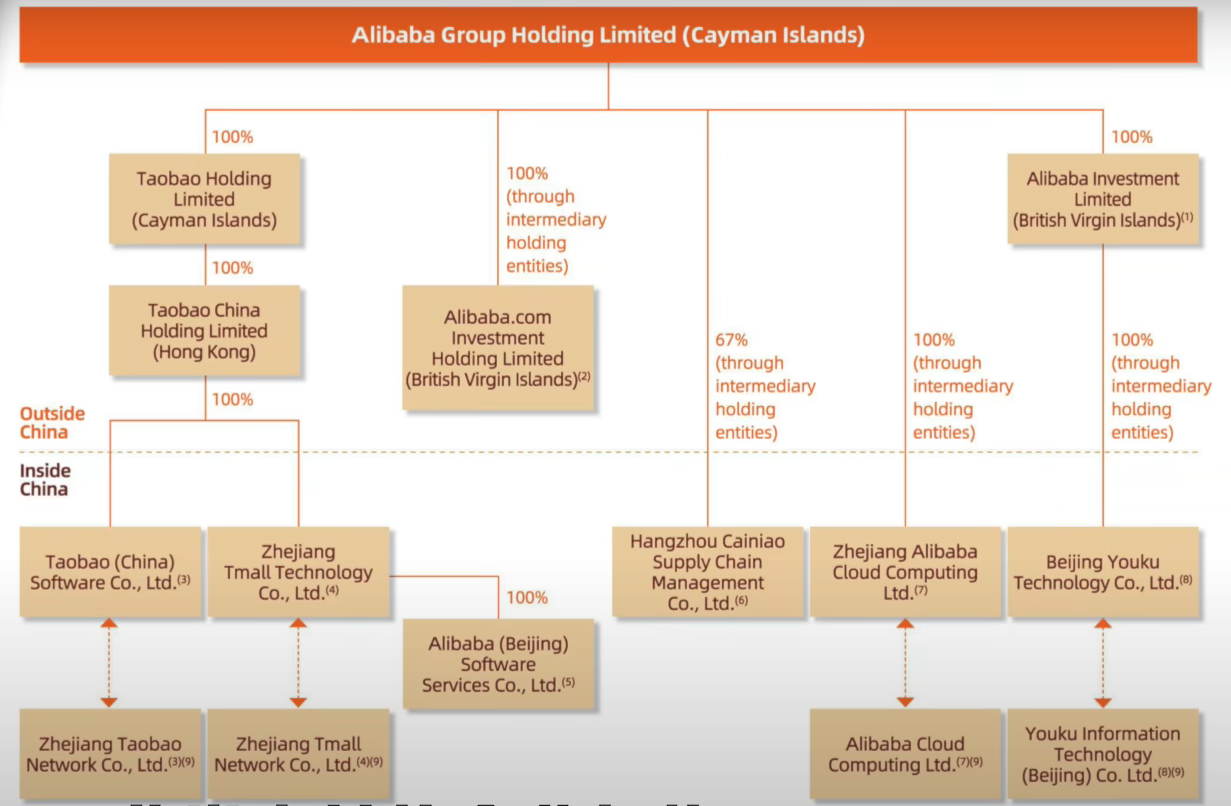 Alibaba Group Holding Limited (Cayman Islands)
100%
Taobao Holding
Limited
(Cayman Islands)
100%
Taobao China
Holding Limited
(Hong Kong)
100%
100%
(through
intermediary
holding
entities)
Alibaba.com
Investment
Holding Limited
(British Virgin Islands)(2)
67%
(through
intermediary
holding
entities)
100%
(through
intermediary
holding
entities)
100%
Alibaba Investment
Limited
(British Virgin Islands)(1)
100%
(through
intermediary
holding
entities)
Outside
China
Inside
China
Taobao (China)
Software Co., Ltd.(3)
Zhejiang
Tmall Technology
Co., Ltd.(4)
100%
Alibaba (Beijing)
Software
Services Co., Ltd.(5)
Hangzhou Cainiao
Supply Chain
Management
Co., Ltd.(6)
Zhejiang Alibaba
Cloud Computing
Ltd.(7)
Beijing Youku
Technology Co., Ltd.(8)
Zhejiang Taobao
Network Co., Ltd.(3)(9)
Zhejiang Tmall
Network Co., Ltd.(4)(9)
Alibaba Cloud
Computing Ltd.(7)(9)
Youku Information
Technology
(Beijing) Co. Ltd.(8)(9)